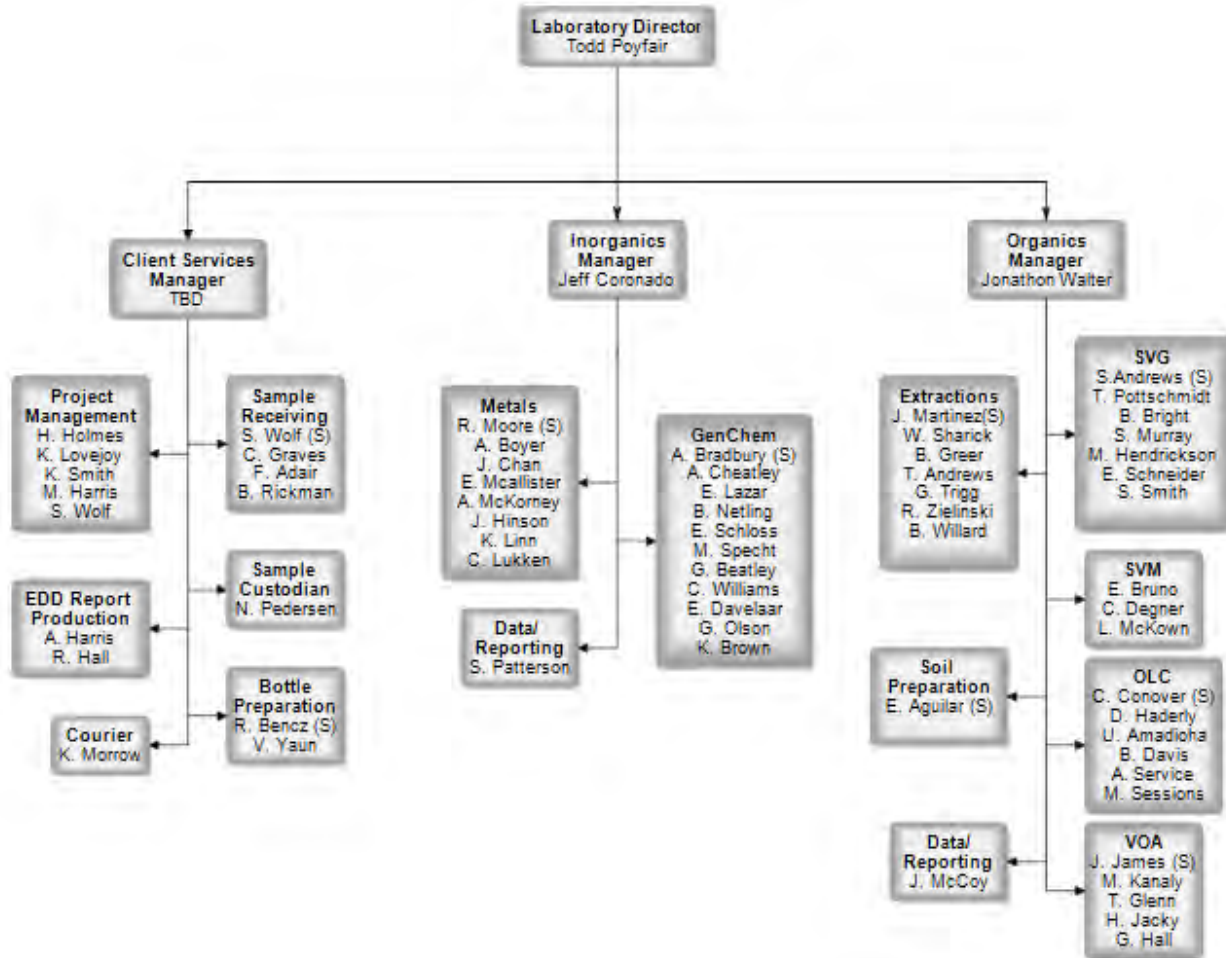 Laboratory Director
Todd Poyfair
Client Services
Manager
TBD
Inorganics
Manager
Jeff Coronado
Organics
Manager
Jonathon Walter
Project
Management
H. Holmes
K. Lovejoy
K. Smith
M. Harris
S. Wolf
Sample
Receiving
S. Wolf (S)
C. Graves
F. Adair
B. Rickman
EDD Report
Production
A. Harris
R. Hall
Sample
Custodian
N. Pedersen
Courier
K. Morrow
Bottle
Preparation
R. Bencz (S)
V. Yaun
Metals
R. Moore (S)
A. Boyer
J. Chan
E. Mcallister
A. McKorney
J. Hinson
K. Linn
C. Lukken
GenChem
A. Bradbury (S)
A. Cheatley
E. Lazar
B. Netling
E. Schloss
M. Specht
G. Beatley
C. Williams
E. Davelaar
G. Olson
K. Brown
Data/
Reporting
S. Patterson
Extractions
J. Martinez(S)
W. Sharick
B. Greer
T. Andrews
G. Trigg
R. Zielinski
B. Willard
SVG
S.Andrews (S)
T. Pottschmidt
B. Bright
S. Murray
M. Hendrickson
E. Schneider
S. Smith
SVM
E. Bruno
C. Degner
L. McKown
Soil
Preparation
E. Aguilar (S)
OLC
C. Conover (S)
D. Haderly
U. Amadioha
B. Davis
A. Service
M. Sessions
Data/
Reporting
J. McCoy
VOA
J. James (S)
M. Kanaly
T. Glenn
H. Jacky
G. Hall